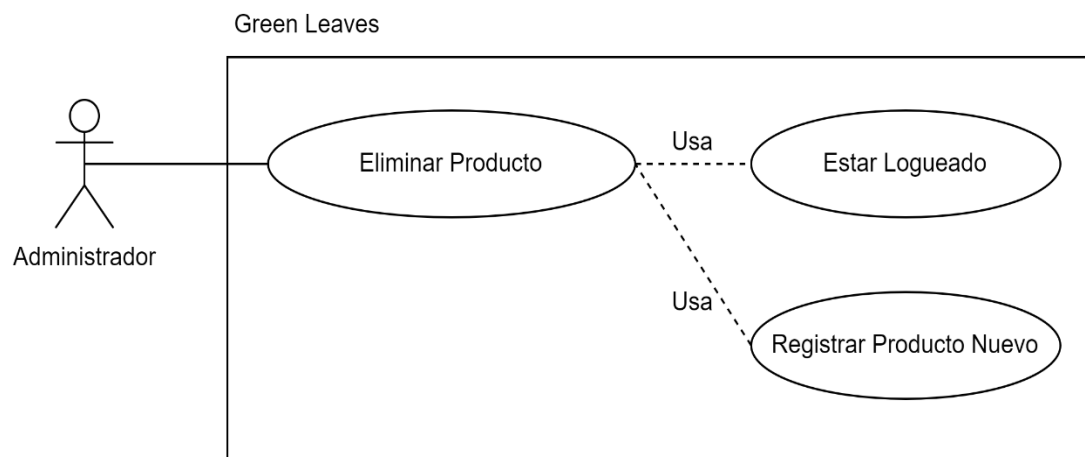 Green Leaves
Eliminar Producto
Usa
Estar Logueado
Administrador
Usa
Registrar Producto Nuevo